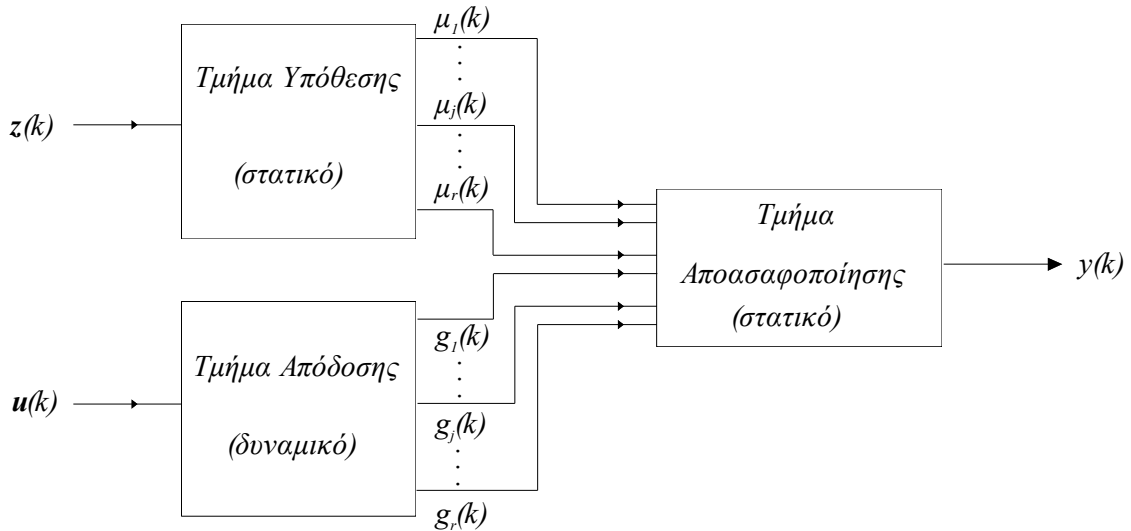 z(k)
Τμήμα Υπόθεσης
(στατικό)
μ₁(k)
μⱼ(k)
μᵣ(k)
u(k)
Τμήμα Απόδοσης
(δυναμικό)
g₁(k)
gⱼ(k)
gᵣ(k)
Τμήμα
Αποασαφοποίησης
(στατικό)
y(k)